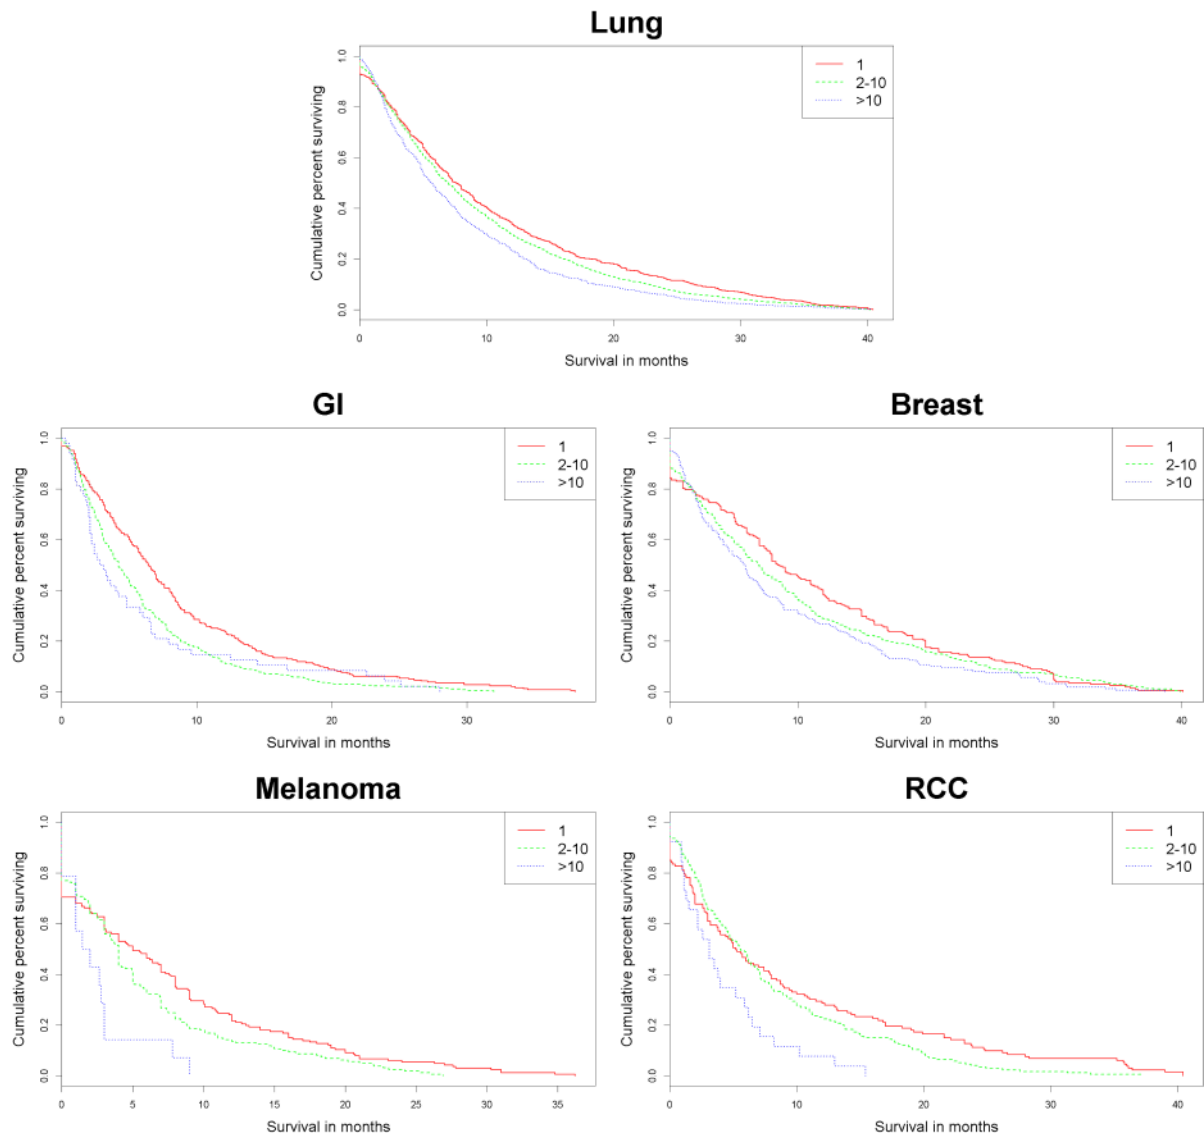 Lung
1
2-10
>10
Cumulative percent surviving
0.0 0.2 0.4 0.6 0.8 1.0
0 10 20 30 40
Survival in months
GI
1
2-10
>10
Cumulative percent surviving
0.0 0.2 0.4 0.6 0.8 1.0
0 10 20 30
Survival in months
Breast
1
2-10
>10
Cumulative percent surviving
0.0 0.2 0.4 0.6 0.8 1.0
0 10 20 30 40
Survival in months
Melanoma
1
2-10
>10
Cumulative percent surviving
0.0 0.2 0.4 0.6 0.8 1.0
0 5 10 15 20 25 30 35
Survival in months
RCC
1
2-10
>10
Cumulative percent surviving
0.0 0.2 0.4 0.6 0.8 1.0
0 10 20 30 40
Survival in months